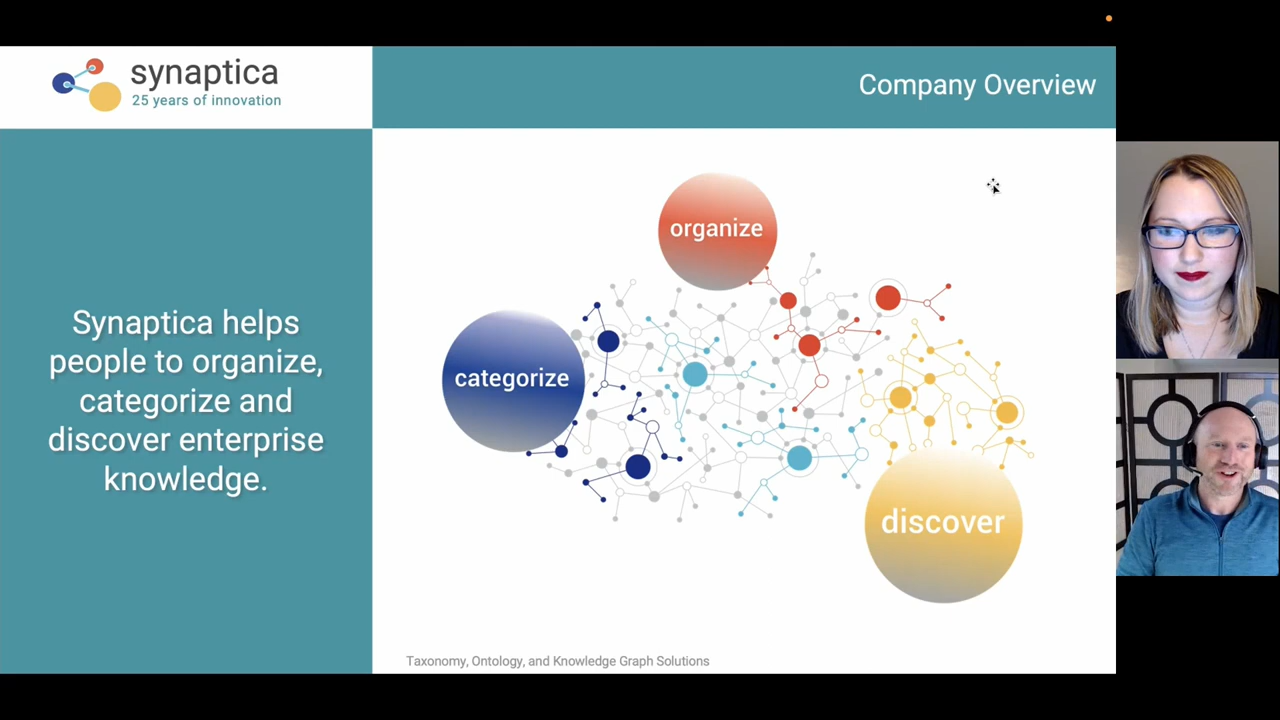 synaptica
25 years of innovation
Company Overview
organize
categorize
discover
Synaptica helps
people to organize,
categorize and
discover enterprise
knowledge.
Taxonomy, Ontology, and Knowledge Graph Solutions